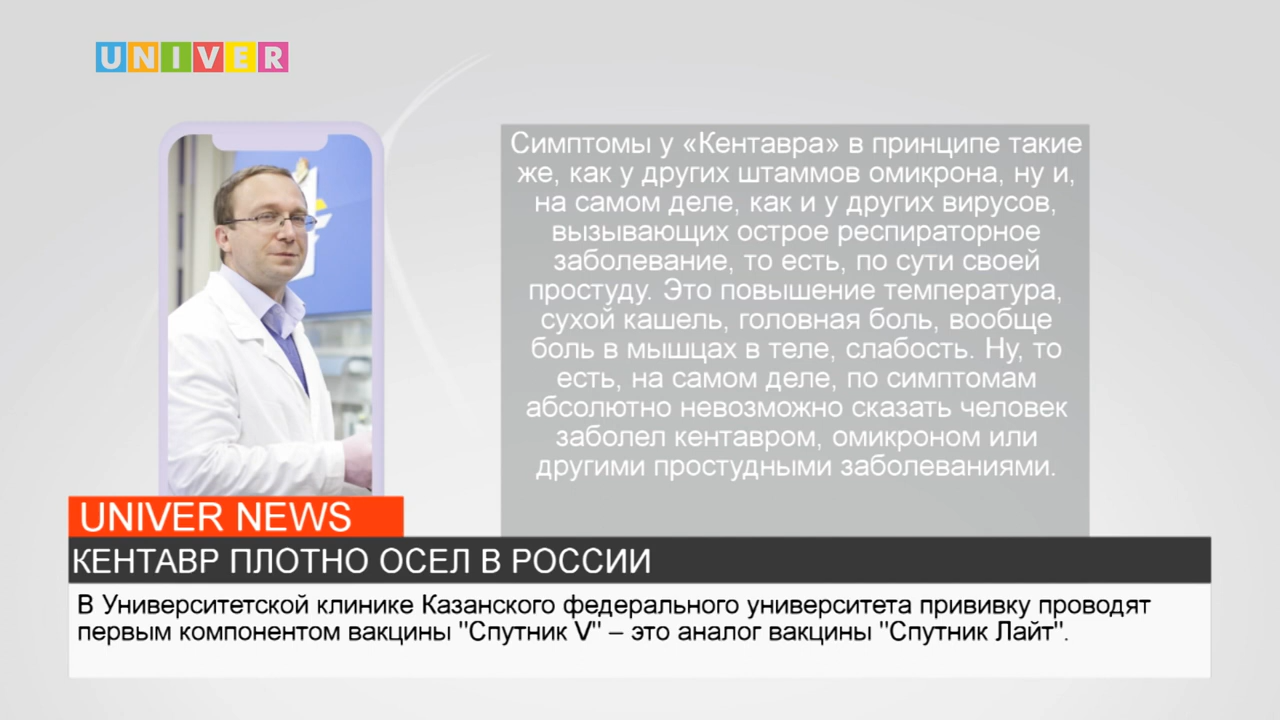 UNIVER
Симптомы у «Кентавра» в принципе такие
же, как у других штаммов омикрона, ну и,
на самом деле, как и у других вирусов,
вызывающих острое респираторное
заболевание, то есть, по сути своей
простуду. Это повышение температура,
сухой кашель, головная боль, вообще
боль в мышцах в теле, слабость. Ну, то
есть, на самом деле, по симптомам
абсолютно невозможно сказать человек
заболел кентавром, омикроном или
другими простудными заболеваниями.
UNIVER NEWS
КЕНТАВР ПЛОТНО ОСЕЛ В РОССИИ
В Университетской клинике Казанского федерального университета прививку проводят
первым компонентом вакцины "Спутник V" – это аналог вакцины "Спутник Лайт".